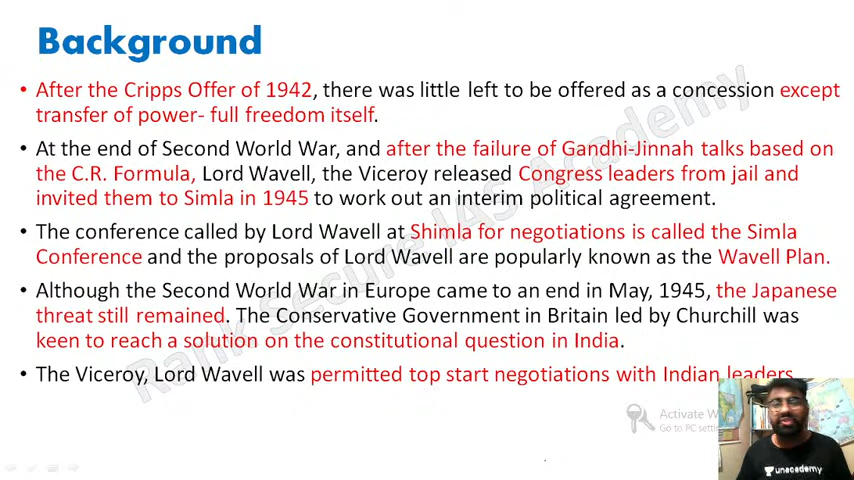 Background
• After the Cripps Offer of 1942, there was little left to be offered as a concession except
transfer of power- full freedom itself.
• At the end of Second World War, and after the failure of Gandhi-Jinnah talks based on
the C.R. Formula, Lord Wavell, the Viceroy released Congress leaders from jail and
invited them to Simla in 1945 to work out an interim political agreement.
• The conference called by Lord Wavell at Shimla for negotiations is called the Simla
Conference and the proposals of Lord Wavell are popularly known as the Wavell Plan.
• Although the Second World War in Europe came to an end in May, 1945, the Japanese
threat still remained. The Conservative Government in Britain led by Churchill was
keen to reach a solution on the constitutional question in India.
• The Viceroy, Lord Wavell was permitted top start negotiations with Indian leaders
Rank Secure IAS Academy
Activate W
Go to PC sett
unacademy